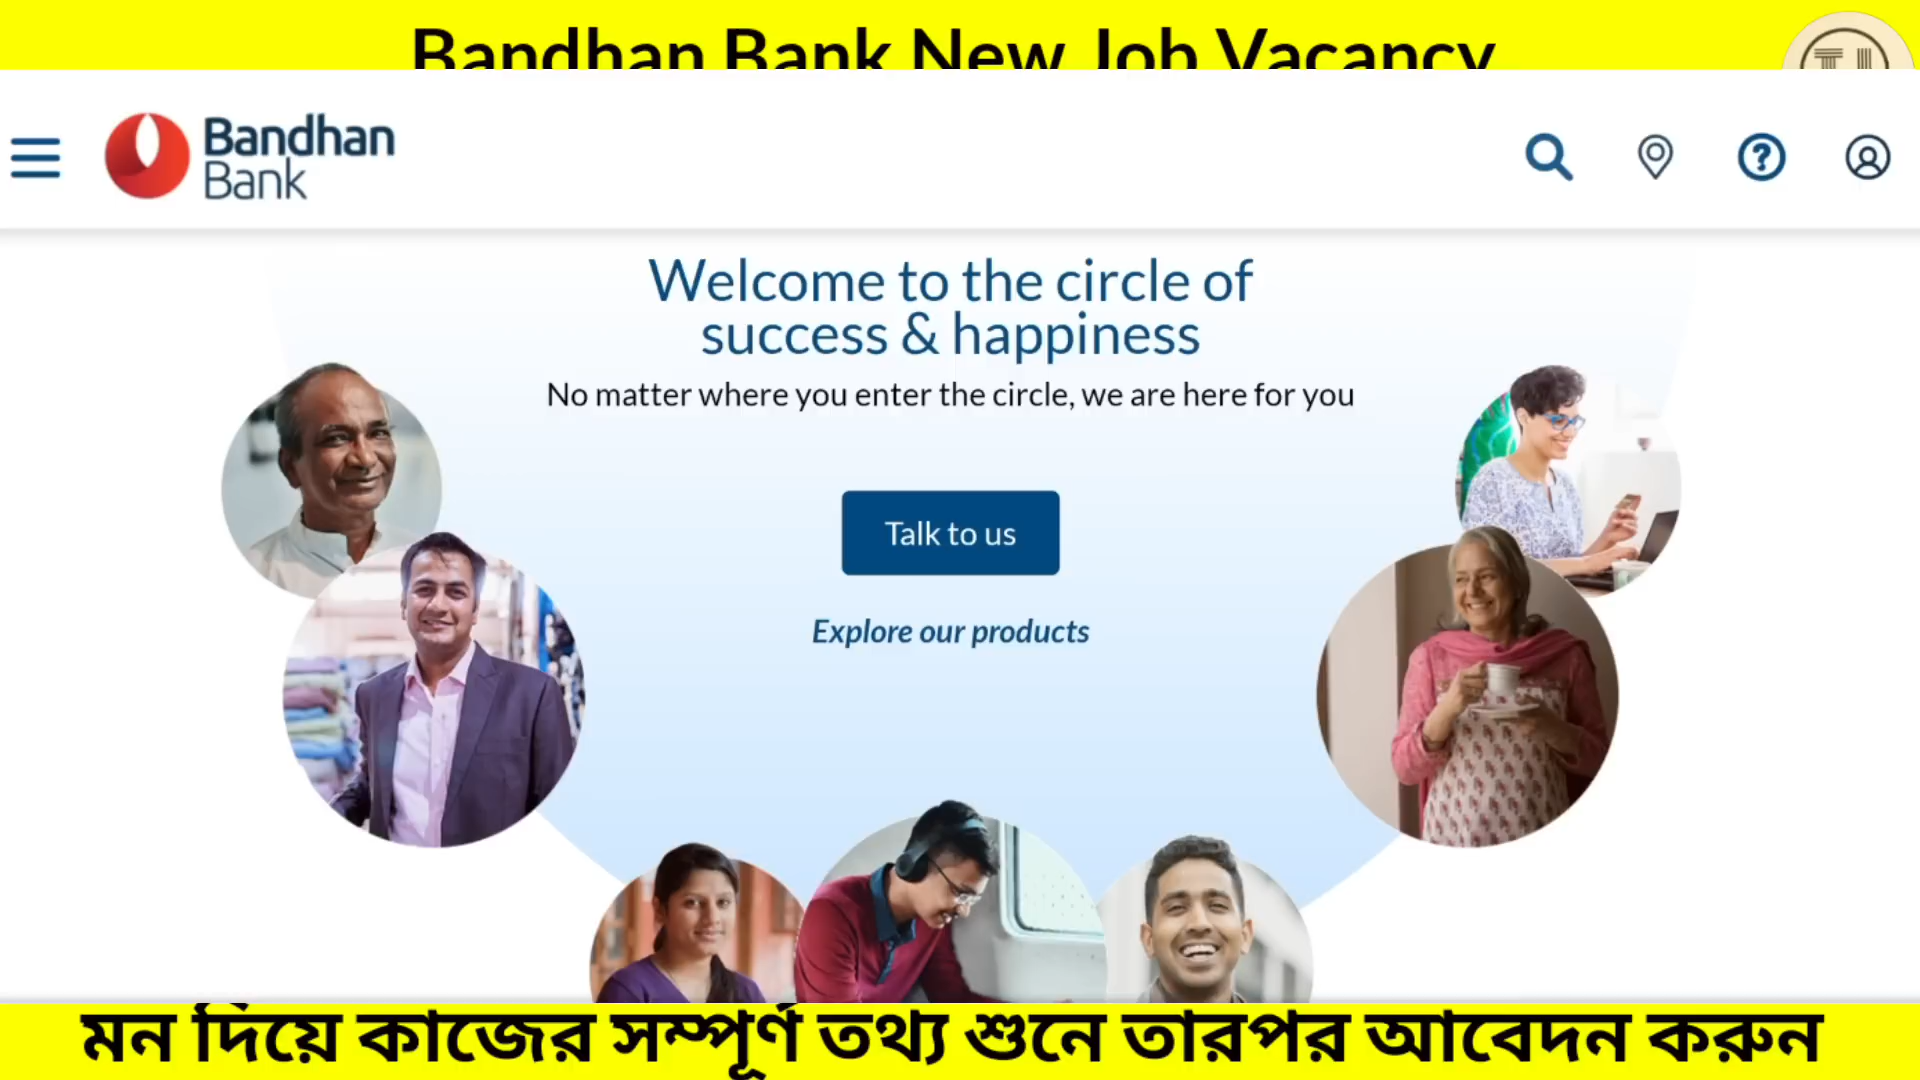 Bandhan Bank New Job Vacancy
Bandhan
Bank
Welcome to the circle of
success & happiness
No matter where you enter the circle, we are here for you
Talk to us
Explore our products
মন দিয়ে কাজের সম্পূর্ণ তথ্য শুনে তারপর আবেদন করুন